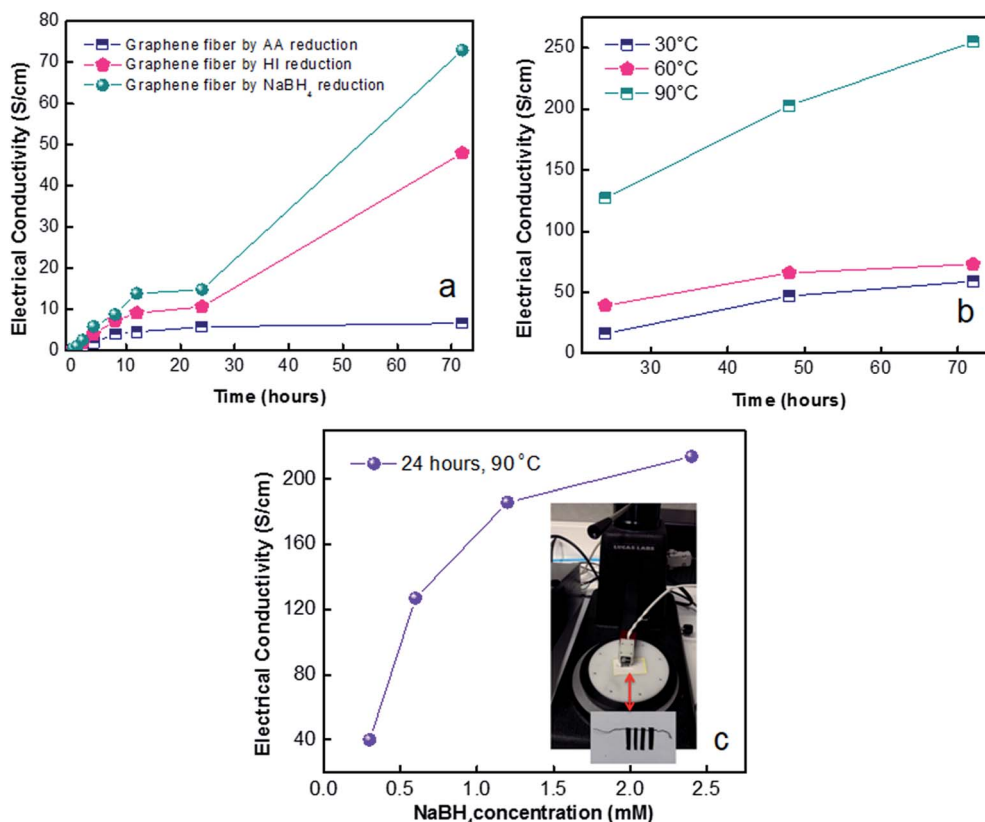 Electrical Conductivity (S/cm)
80
70
60
50
40
30
20
10
0
Graphene fiber by AA reduction
Graphene fiber by HI reduction
Graphene fiber by NaBH₄ reduction
a
0 10 20 30 40 50 60 70
Time (hours)
Electrical Conductivity (S/cm)
250
200
150
100
50
0
30°C
60°C
90°C
b
30 40 50 60 70
Time (hours)
Electrical Conductivity (S/cm)
200
160
120
80
40
24 hours, 90°C
LUCAS LABS
c
0.0 0.5 1.0 1.5 2.0 2.5
NaBH₄concentration (mM)